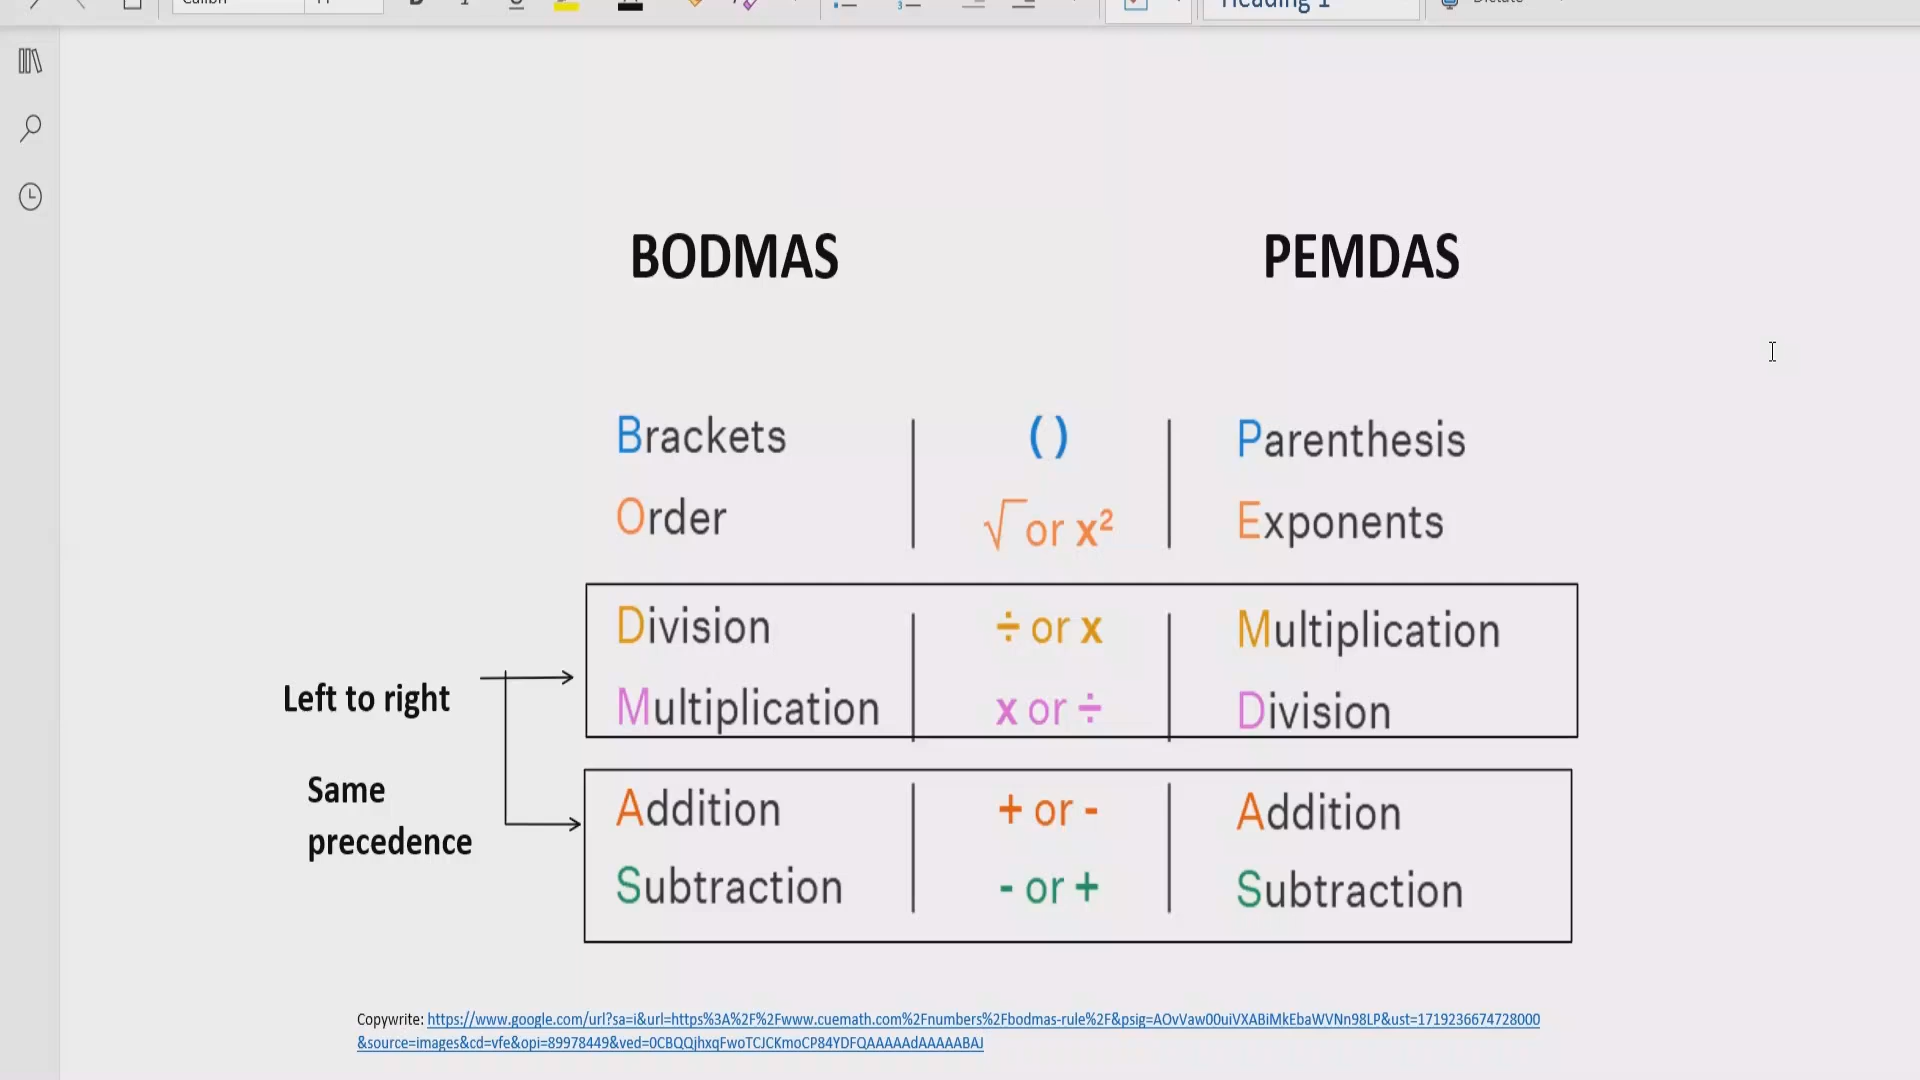 Heading 1
BODMAS PEMDAS
Brackets ( ) Parenthesis
Order √ or x² Exponents
Division ÷ or x Multiplication
Left to right
Multiplication x or ÷ Division
Same
precedence
Addition + or - Addition
Subtraction - or + Subtraction
Copywrite: https://www.google.com/url?sa=i&url=https%3A%2F%2Fwww.cuemath.com%2Fnumbers%2Fbodmas-rule%2F&psig=AOvVaw00uiVXABiMkEbaWVNn98LP&ust=1719236674728000
&source=images&cd=vfe&opi=89978449&ved=0CBQQjhxqFwoTCJCKmoCP84YDFQAAAAAdAAAAABAJ